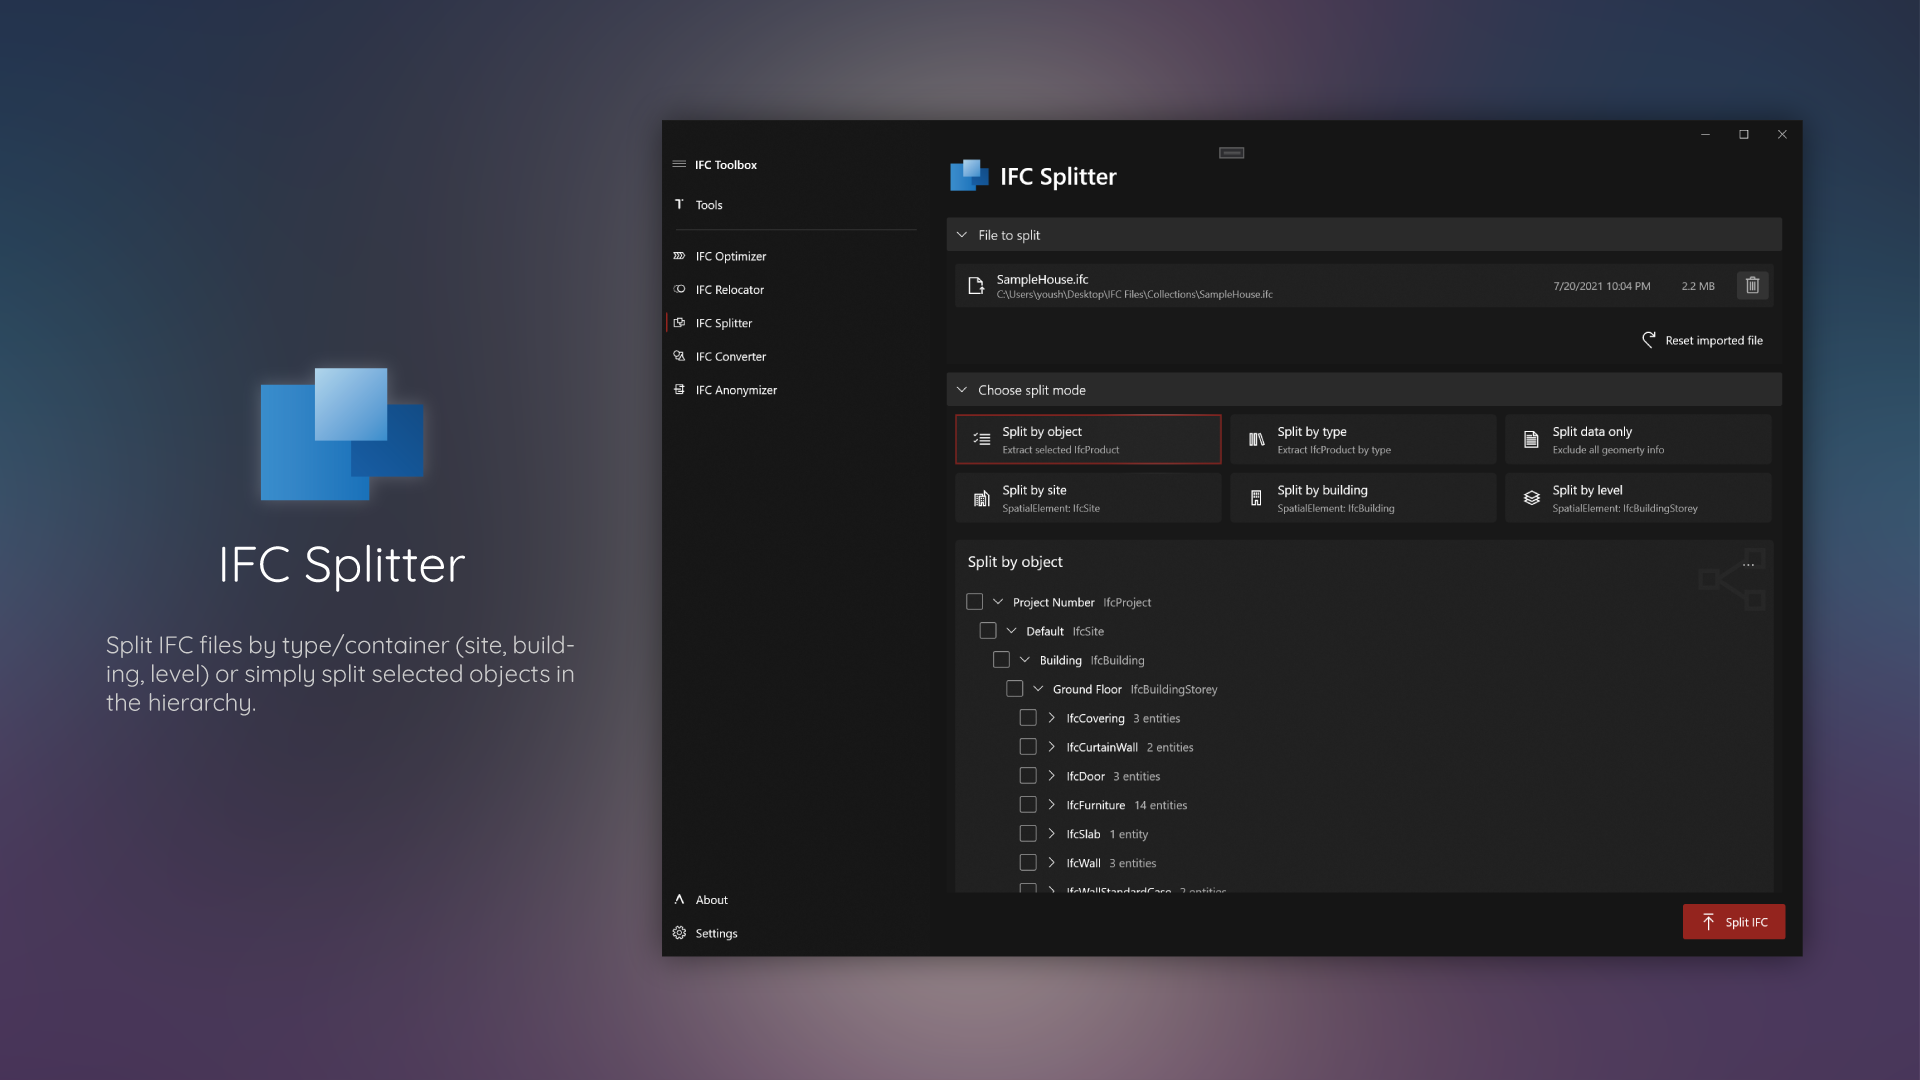 IFC Splitter
Split IFC files by type/container (site, build-
ing, level) or simply split selected objects in
the hierarchy.
IFC Toolbox
Tools
IFC Optimizer
IFC Relocator
IFC Splitter
IFC Converter
IFC Anonymizer
About
Settings
IFC Splitter
File to split
SampleHouse.ifc
C:\Users\yoush\Desktop\IFC Files\Collections\SampleHouse.ifc
7/20/2021 10:04 PM 2.2 MB
Reset imported file
Choose split mode
Split by object
Extract selected IfcProduct
Split by type
Extract IfcProduct by type
Split data only
Exclude all geomerty info
Split by site
SpatialElement: IfcSite
Split by building
SpatialElement: IfcBuilding
Split by level
SpatialElement: IfcBuildingStorey
Split by object
...
Project Number IfcProject
Default IfcSite
Building IfcBuilding
Ground Floor IfcBuildingStorey
IfcCovering 3 entities
IfcCurtainWall 2 entities
IfcDoor 3 entities
IfcFurniture 14 entities
IfcSlab 1 entity
IfcWall 3 entities
IfcWallStandardCase 2 entities
Split IFC